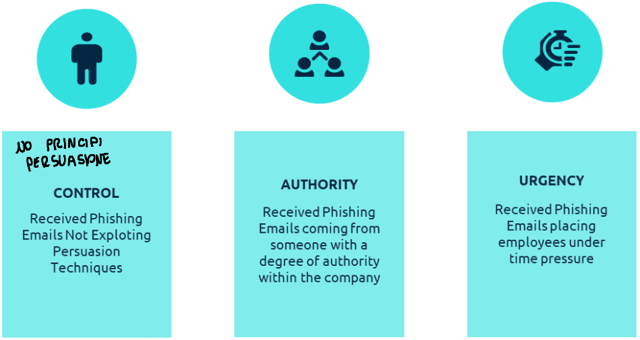 NO PRINCIPI
PERSUASIONE
CONTROL
Received Phishing
Emails Not Exploting
Persuasion
Techniques
AUTHORITY
Received Phishing
Emails coming from
someone with a
degree of authority
within the company
URGENCY
Received Phishing
Emails placing
employees under
time pressure